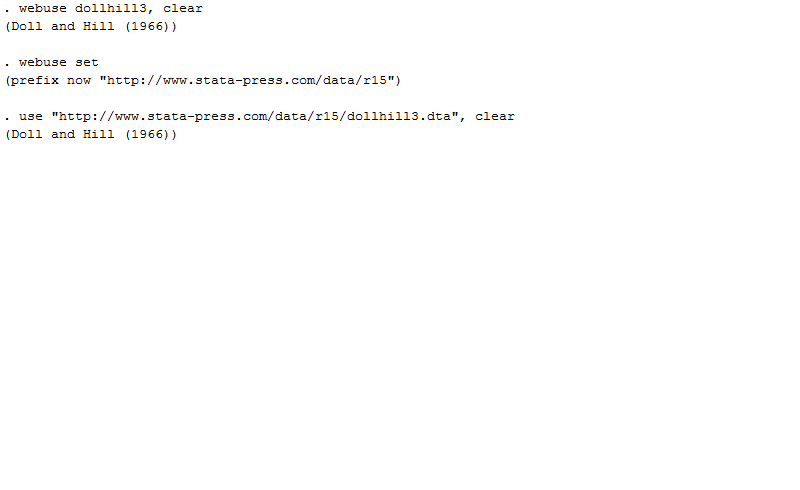 . webuse dollhill3, clear
(Doll and Hill (1966))
. webuse set
(prefix now "http://www.stata-press.com/data/r15")
. use "http://www.stata-press.com/data/r15/dollhill3.dta", clear
(Doll and Hill (1966))